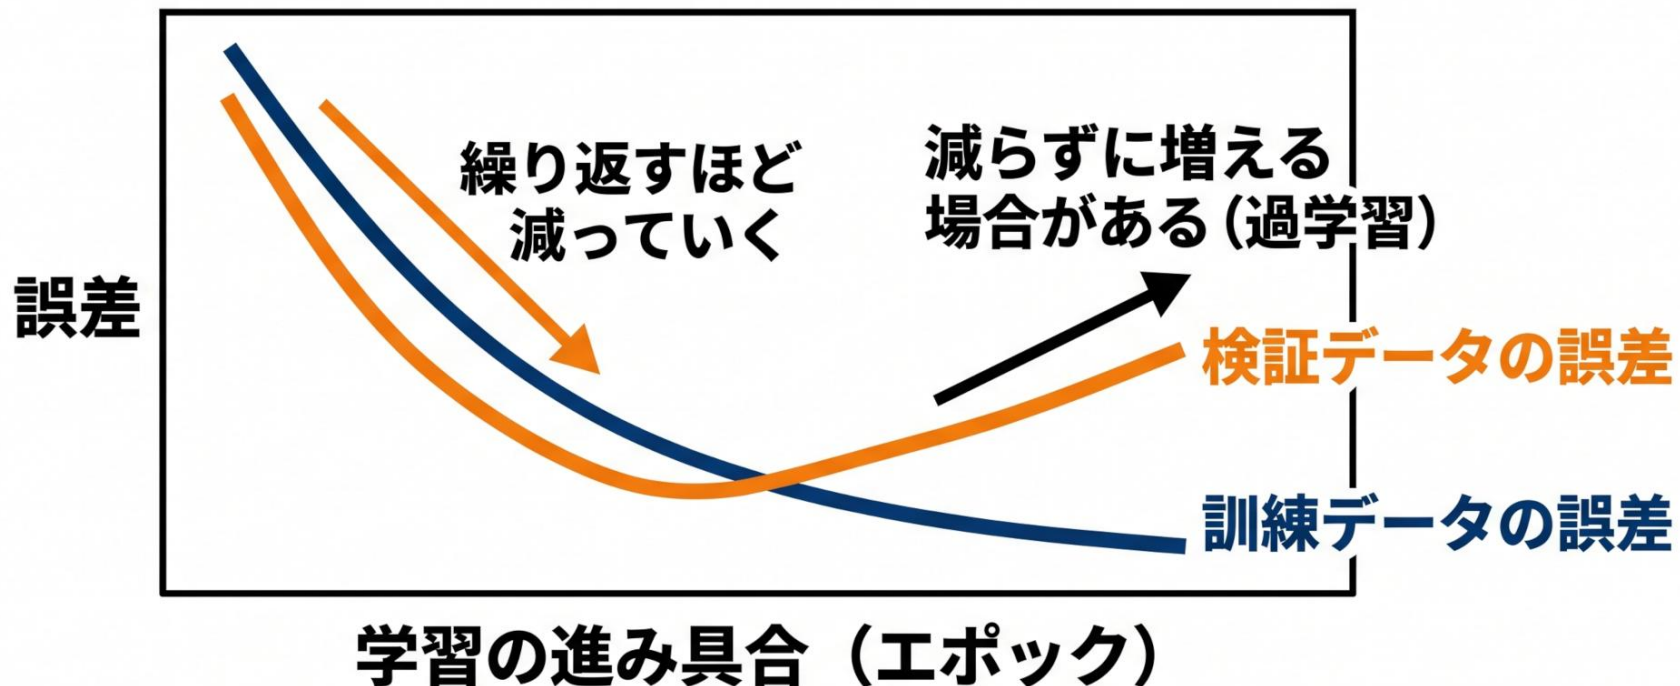 繰り返すほど
減っていく
減らずに増える
場合がある(過学習)
誤差
検証データの誤差
訓練データの誤差
学習の進み具合（エポック）